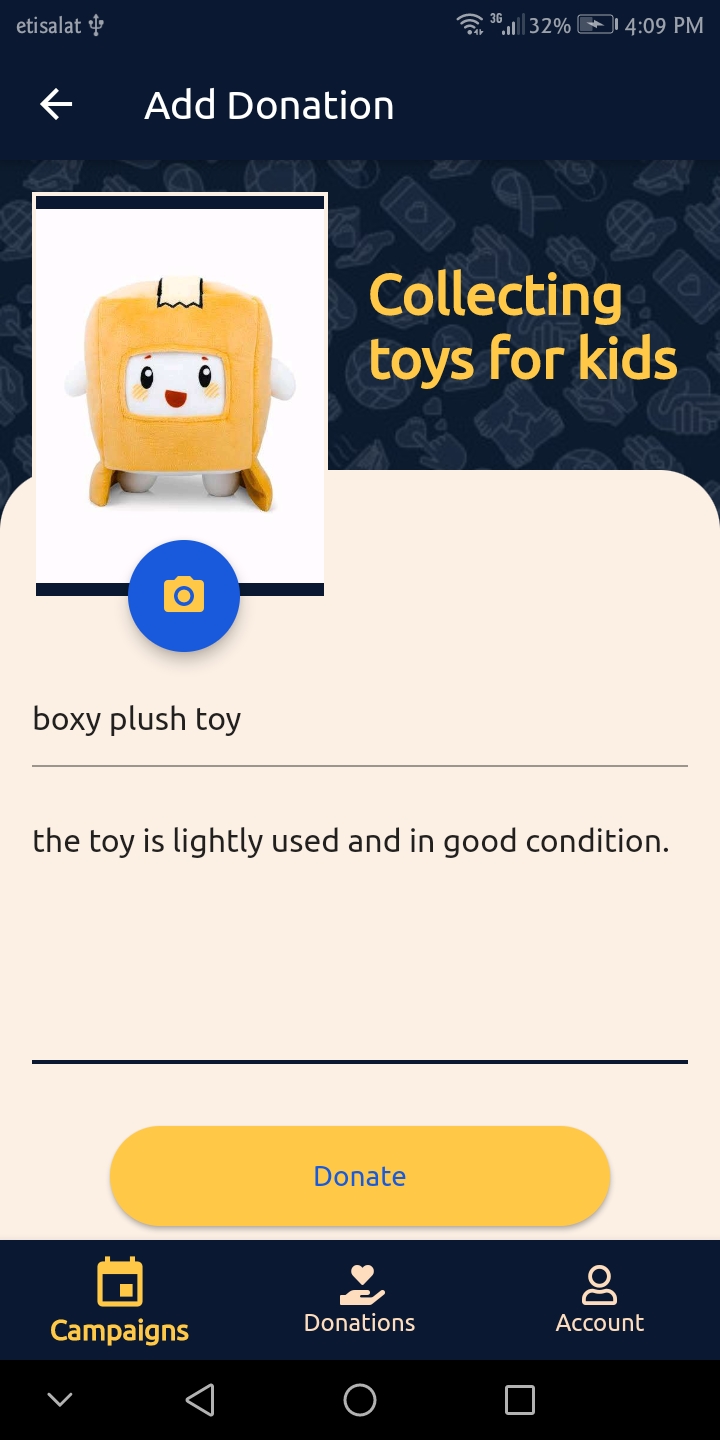 etisalat 3G 32% 4:09 PM
Add Donation
Collecting
toys for kids
boxy plush toy
the toy is lightly used and in good condition.
Donate
Campaigns Donations Account